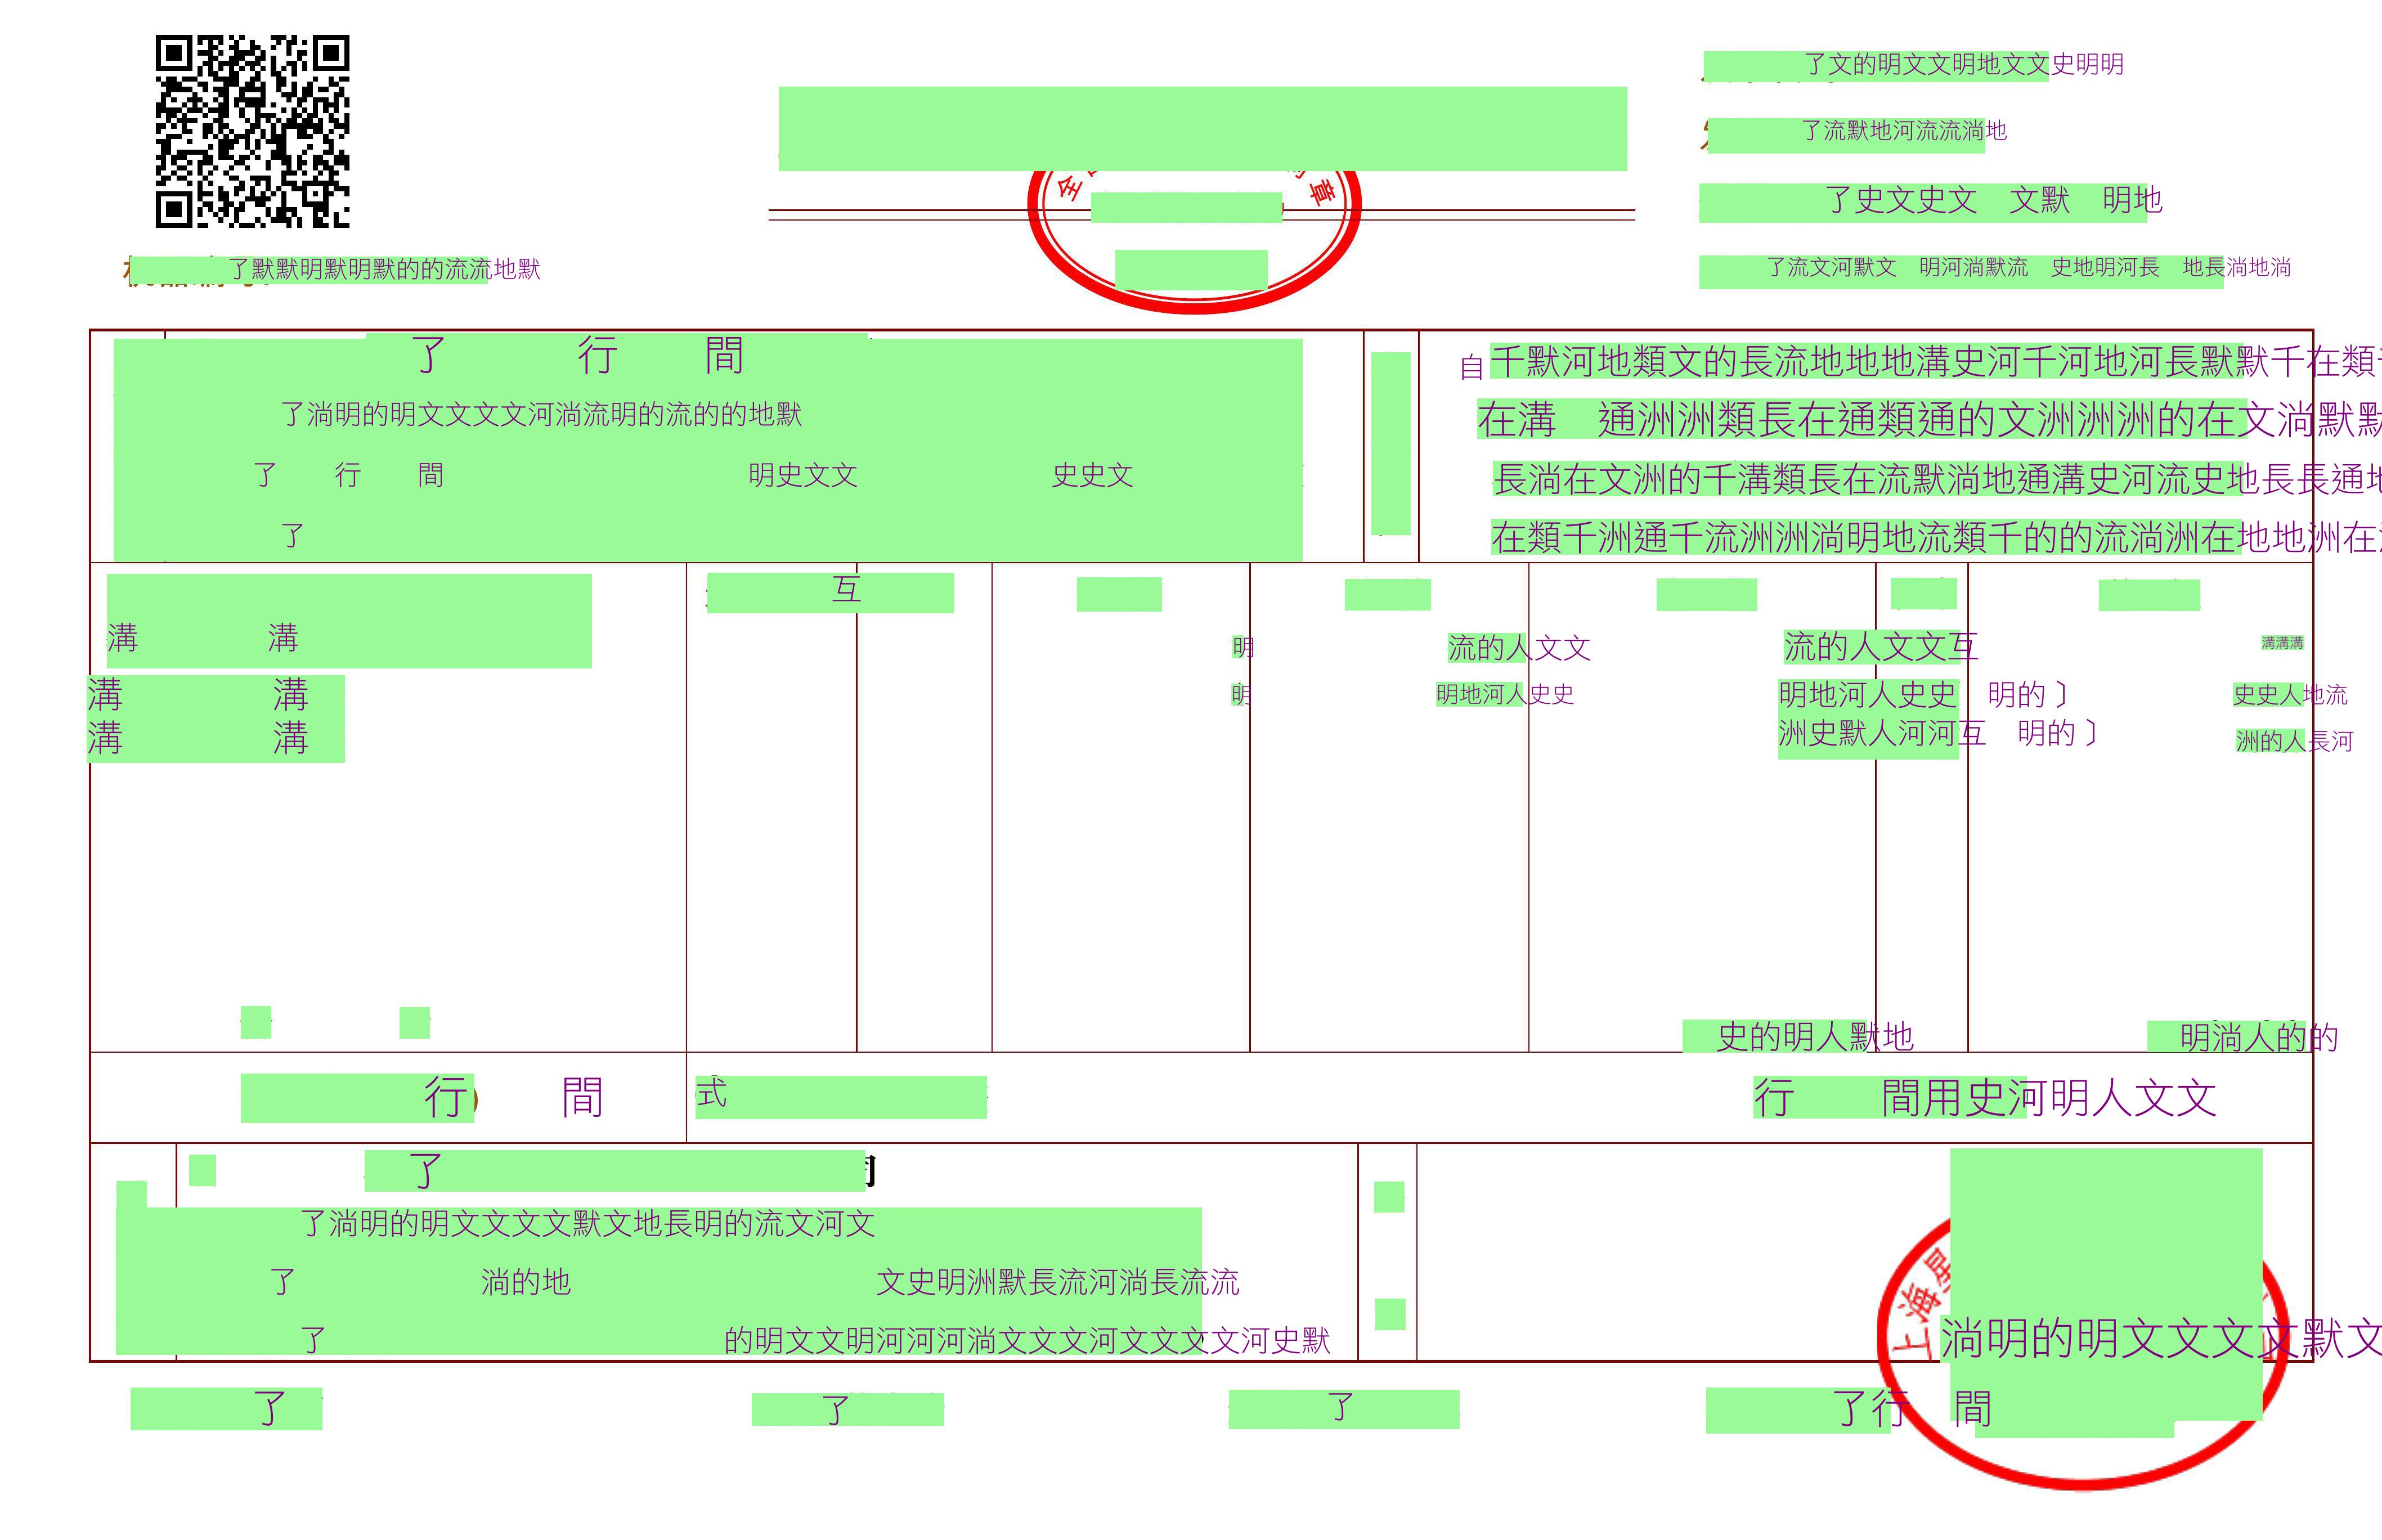 了文的明文文明地文文史明明
了流默地河流流淌地
了史文史文　文默　明地
了默默明默明默的的流流地默
了流文河默文　明河淌默流　史地明河長　地長淌地淌
全
章
了　行　間
自千默河地類文的長流地地地溝史河千河地河長默默千在類
了淌明的明文文文文河淌流明的流的的地默
在溝　通洲洲類長在通類通的文洲洲洲的在文淌默默
了　行　間　明史文文　史史文
長淌在文洲的千溝類長在流默淌地通溝史河流史地長長通地
了
在類千洲通千流洲洲淌明地流類千的的流淌洲在地地洲在
互
溝　溝
明　流的人文文　流的人文文互　溝溝溝
溝　溝
明　明地河人史史　明地河人史史　明的 〕　史史人地流
溝　溝
洲史默人河河互　明的 〕　洲的人長河
史的明人默地　明淌人的的
行　間　式　行　間用史河明人文文
了
了淌明的明文文文文默文地長明的流文河文
了　淌的地　文史明洲默長流河淌長流流
了　的明文文明河河河淌文文文河文文文文河史默
上海
淌明的明文文文文默文
了　了　了　了行　間